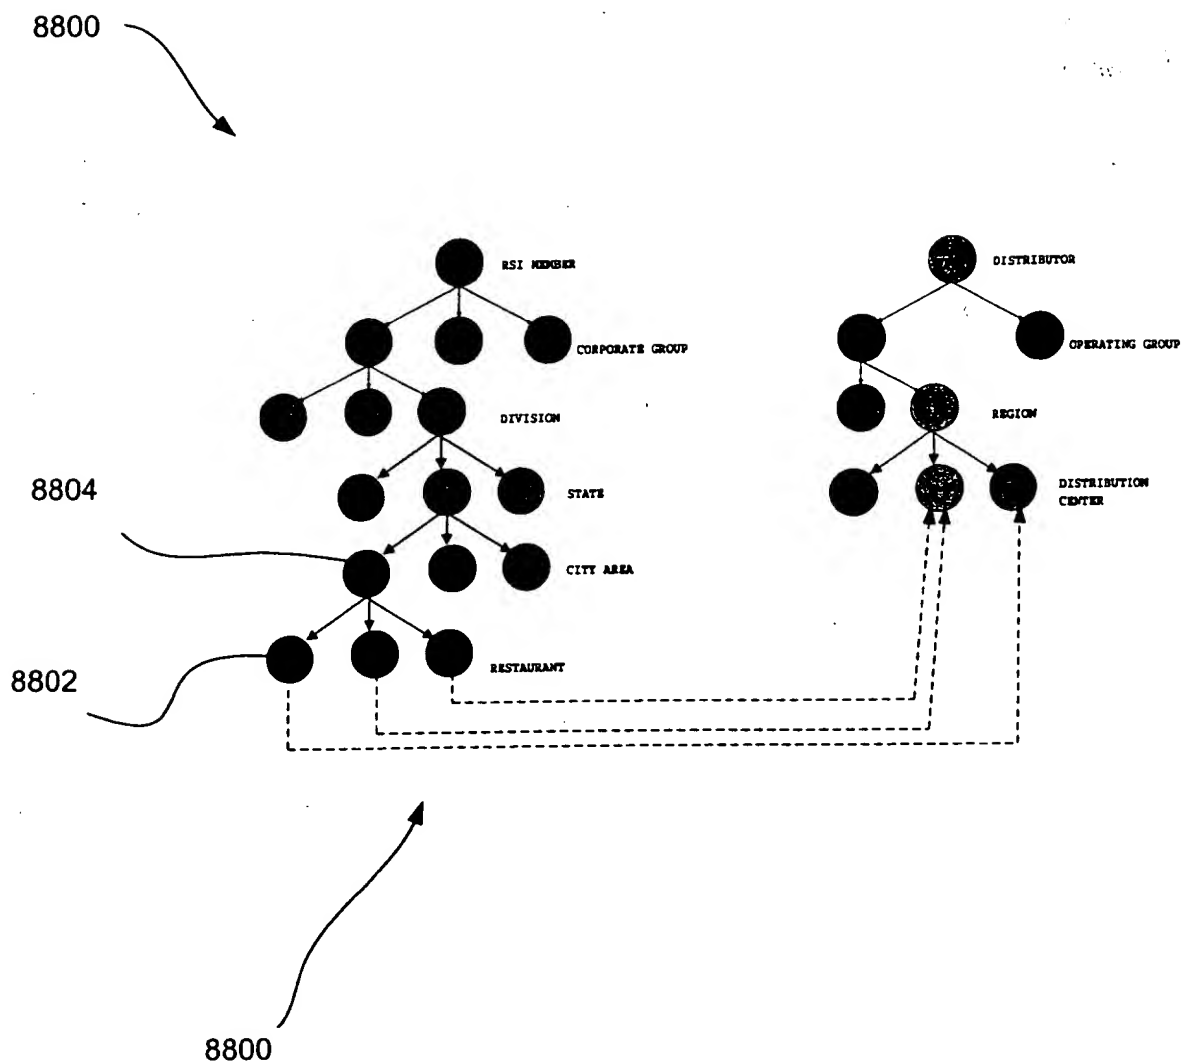 8800
RSI MEMBER
DISTRIBUTOR
CORPORATE GROUP
OPERATING GROUP
DIVISION
REGION
8804
STATE
DISTRIBUTION
CENTER
CITY AREA
8802
RESTAURANT
8800